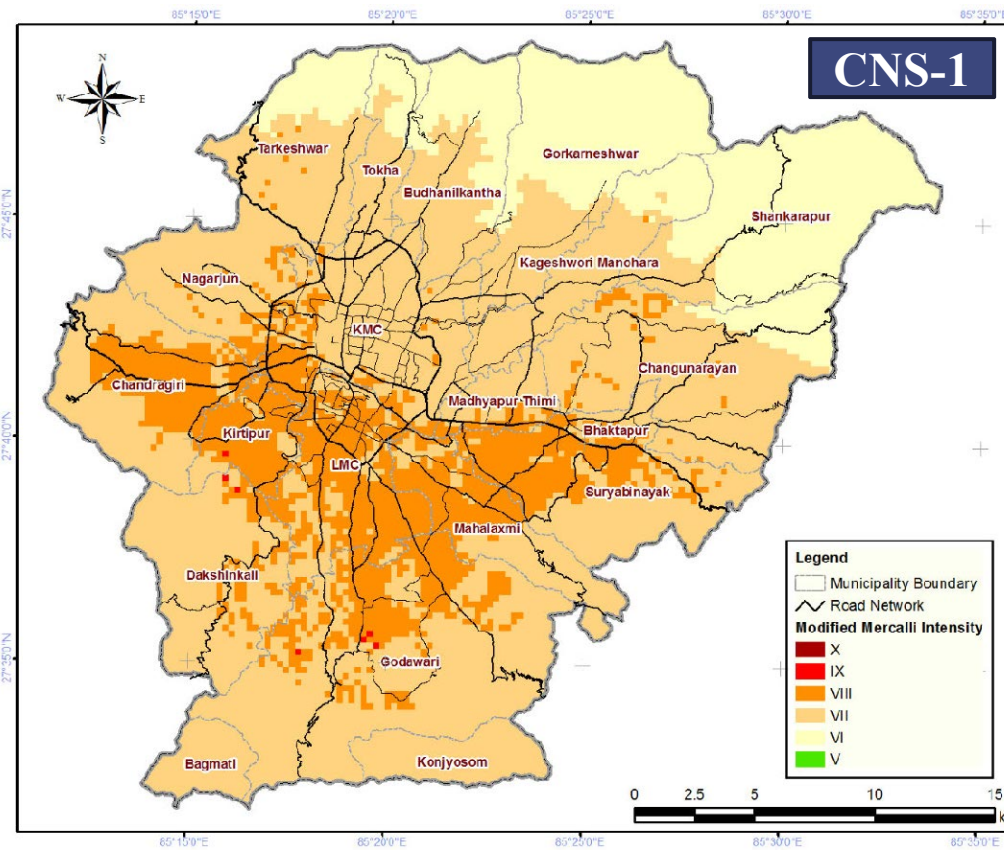 85°15'0"E 85°20'0"E 85°25'0"E 85°30'0"E 85°35'0"E
CNS-1
N
W E
S
Tarkeshwar
Tokha
Gorkarneshwar
Budhanilkantha
27°45'0"N
Shankarapur
Kageshwori Manohara
Nagarjun
KMC
Changunarayan
Chandragiri
Madhyapur Thimi
27°40'0"N
Kirtipur
Bhaktapur
LMC
Suryabinayak
Mahalaxmi
Dakshinkali
27°35'0"N
Godawari
Bagmati
Konjyosom
Legend
Municipality Boundary
Road Network
Modified Mercalli Intensity
X
IX
VIII
VII
VI
V
0 2.5 5 10 15
k
85°15'0"E 85°20'0"E 85°25'0"E 85°30'0"E 85°35'0"E